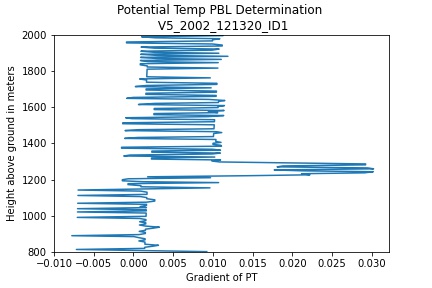 Potential Temp PBL Determination
V5_2002_121320_ID1
Height above ground in meters
2000
1800
1600
1400
1200
1000
800
−0.010 −0.005 0.000 0.005 0.010 0.015 0.020 0.025 0.030
Gradient of PT